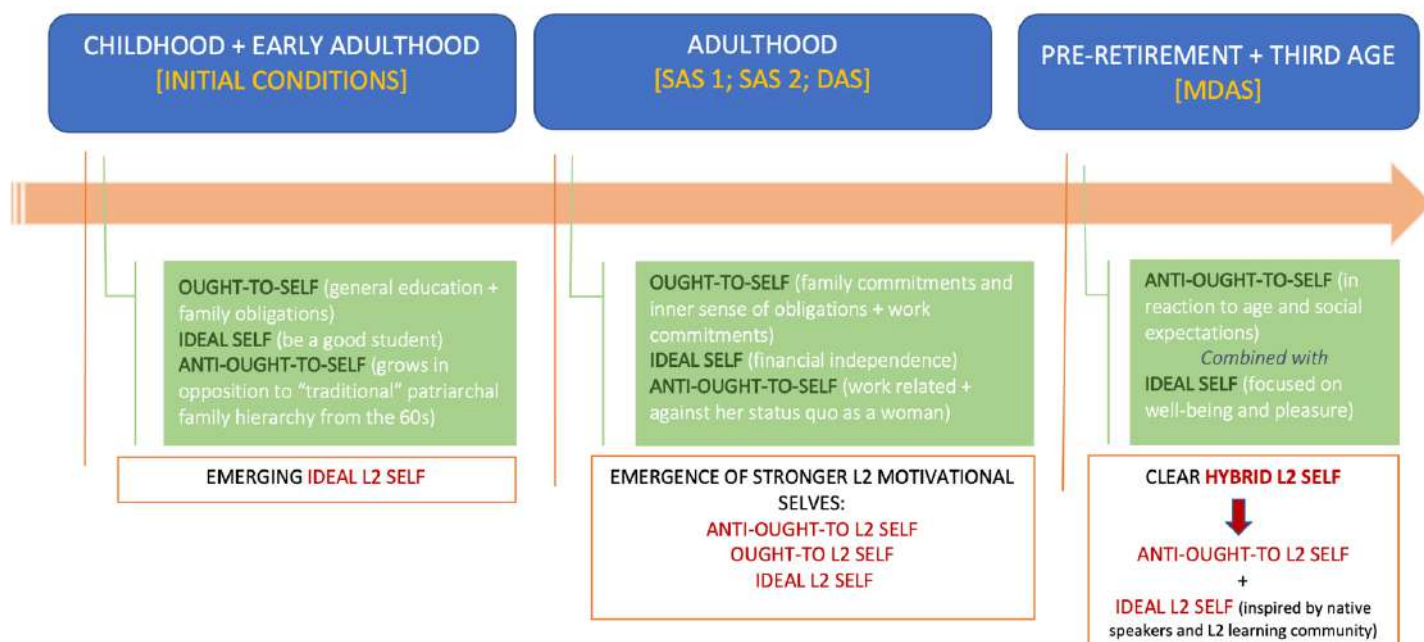 CHILDHOOD + EARLY ADULTHOOD
[INITIAL CONDITIONS]
ADULTHOOD
[SAS 1; SAS 2; DAS]
PRE-RETIREMENT + THIRD AGE
[MDAS]
OUGHT-TO-SELF (general education +
family obligations)
IDEAL SELF (be a good student)
ANTI-OUGHT-TO-SELF (grows in
opposition to “traditional” patriarchal
family hierarchy from the 60s)
EMERGING IDEAL L2 SELF
OUGHT-TO-SELF (family commitments and
inner sense of obligations + work
commitments)
IDEAL SELF (financial independence)
ANTI-OUGHT-TO-SELF (work related +
against her status quo as a woman)
EMERGENCE OF STRONGER L2 MOTIVATIONAL
SELVES:
ANTI-OUGHT-TO L2 SELF
OUGHT-TO L2 SELF
IDEAL L2 SELF
ANTI-OUGHT-TO-SELF (in
reaction to age and social
expectations)
Combined with
IDEAL SELF (focused on
well-being and pleasure)
CLEAR HYBRID L2 SELF
ANTI-OUGHT-TO L2 SELF
+
IDEAL L2 SELF (inspired by native
speakers and L2 learning community)